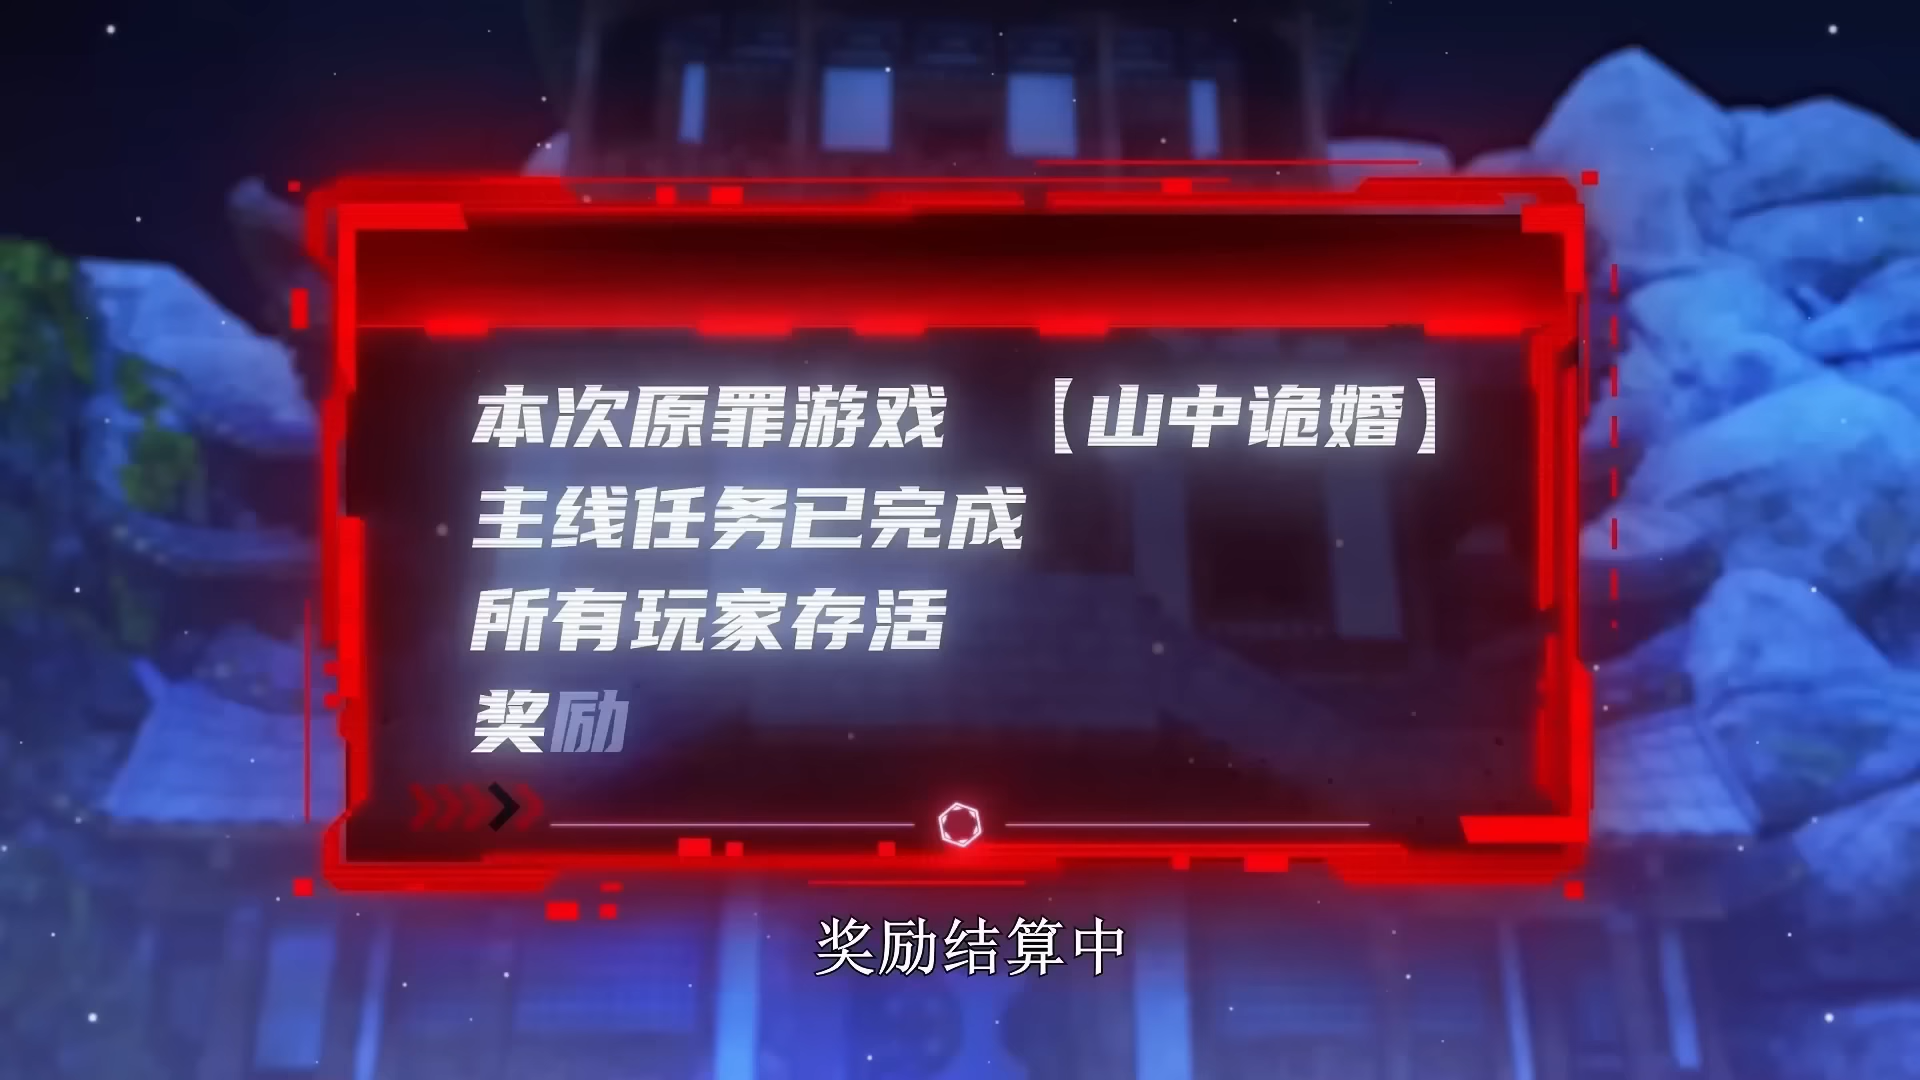 本次原罪游戏 【山中诡婚】
主线任务已完成
所有玩家存活
奖励
奖励结算中